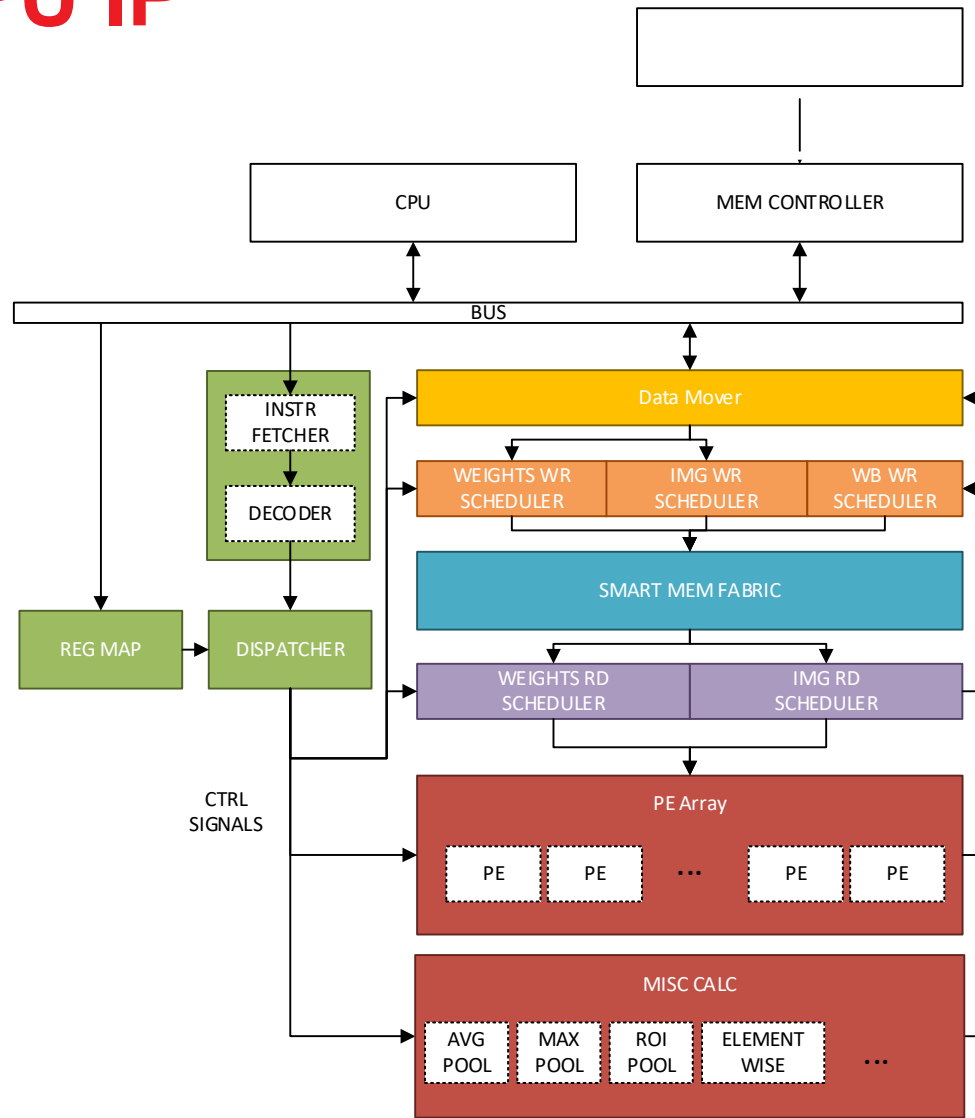 CPU
MEM CONTROLLER
BUS
INSTR
FETCHER
DECODER
REG MAP
DISPATCHER
CTRL
SIGNALS
Data Mover
WEIGHTS WR
SCHEDULER
IMG WR
SCHEDULER
WB WR
SCHEDULER
SMART MEM FABRIC
WEIGHTS RD
SCHEDULER
IMG RD
SCHEDULER
PE Array
PE
PE
...
PE
PE
MISC CALC
AVG
POOL
MAX
POOL
ROI
POOL
ELEMENT
WISE
...